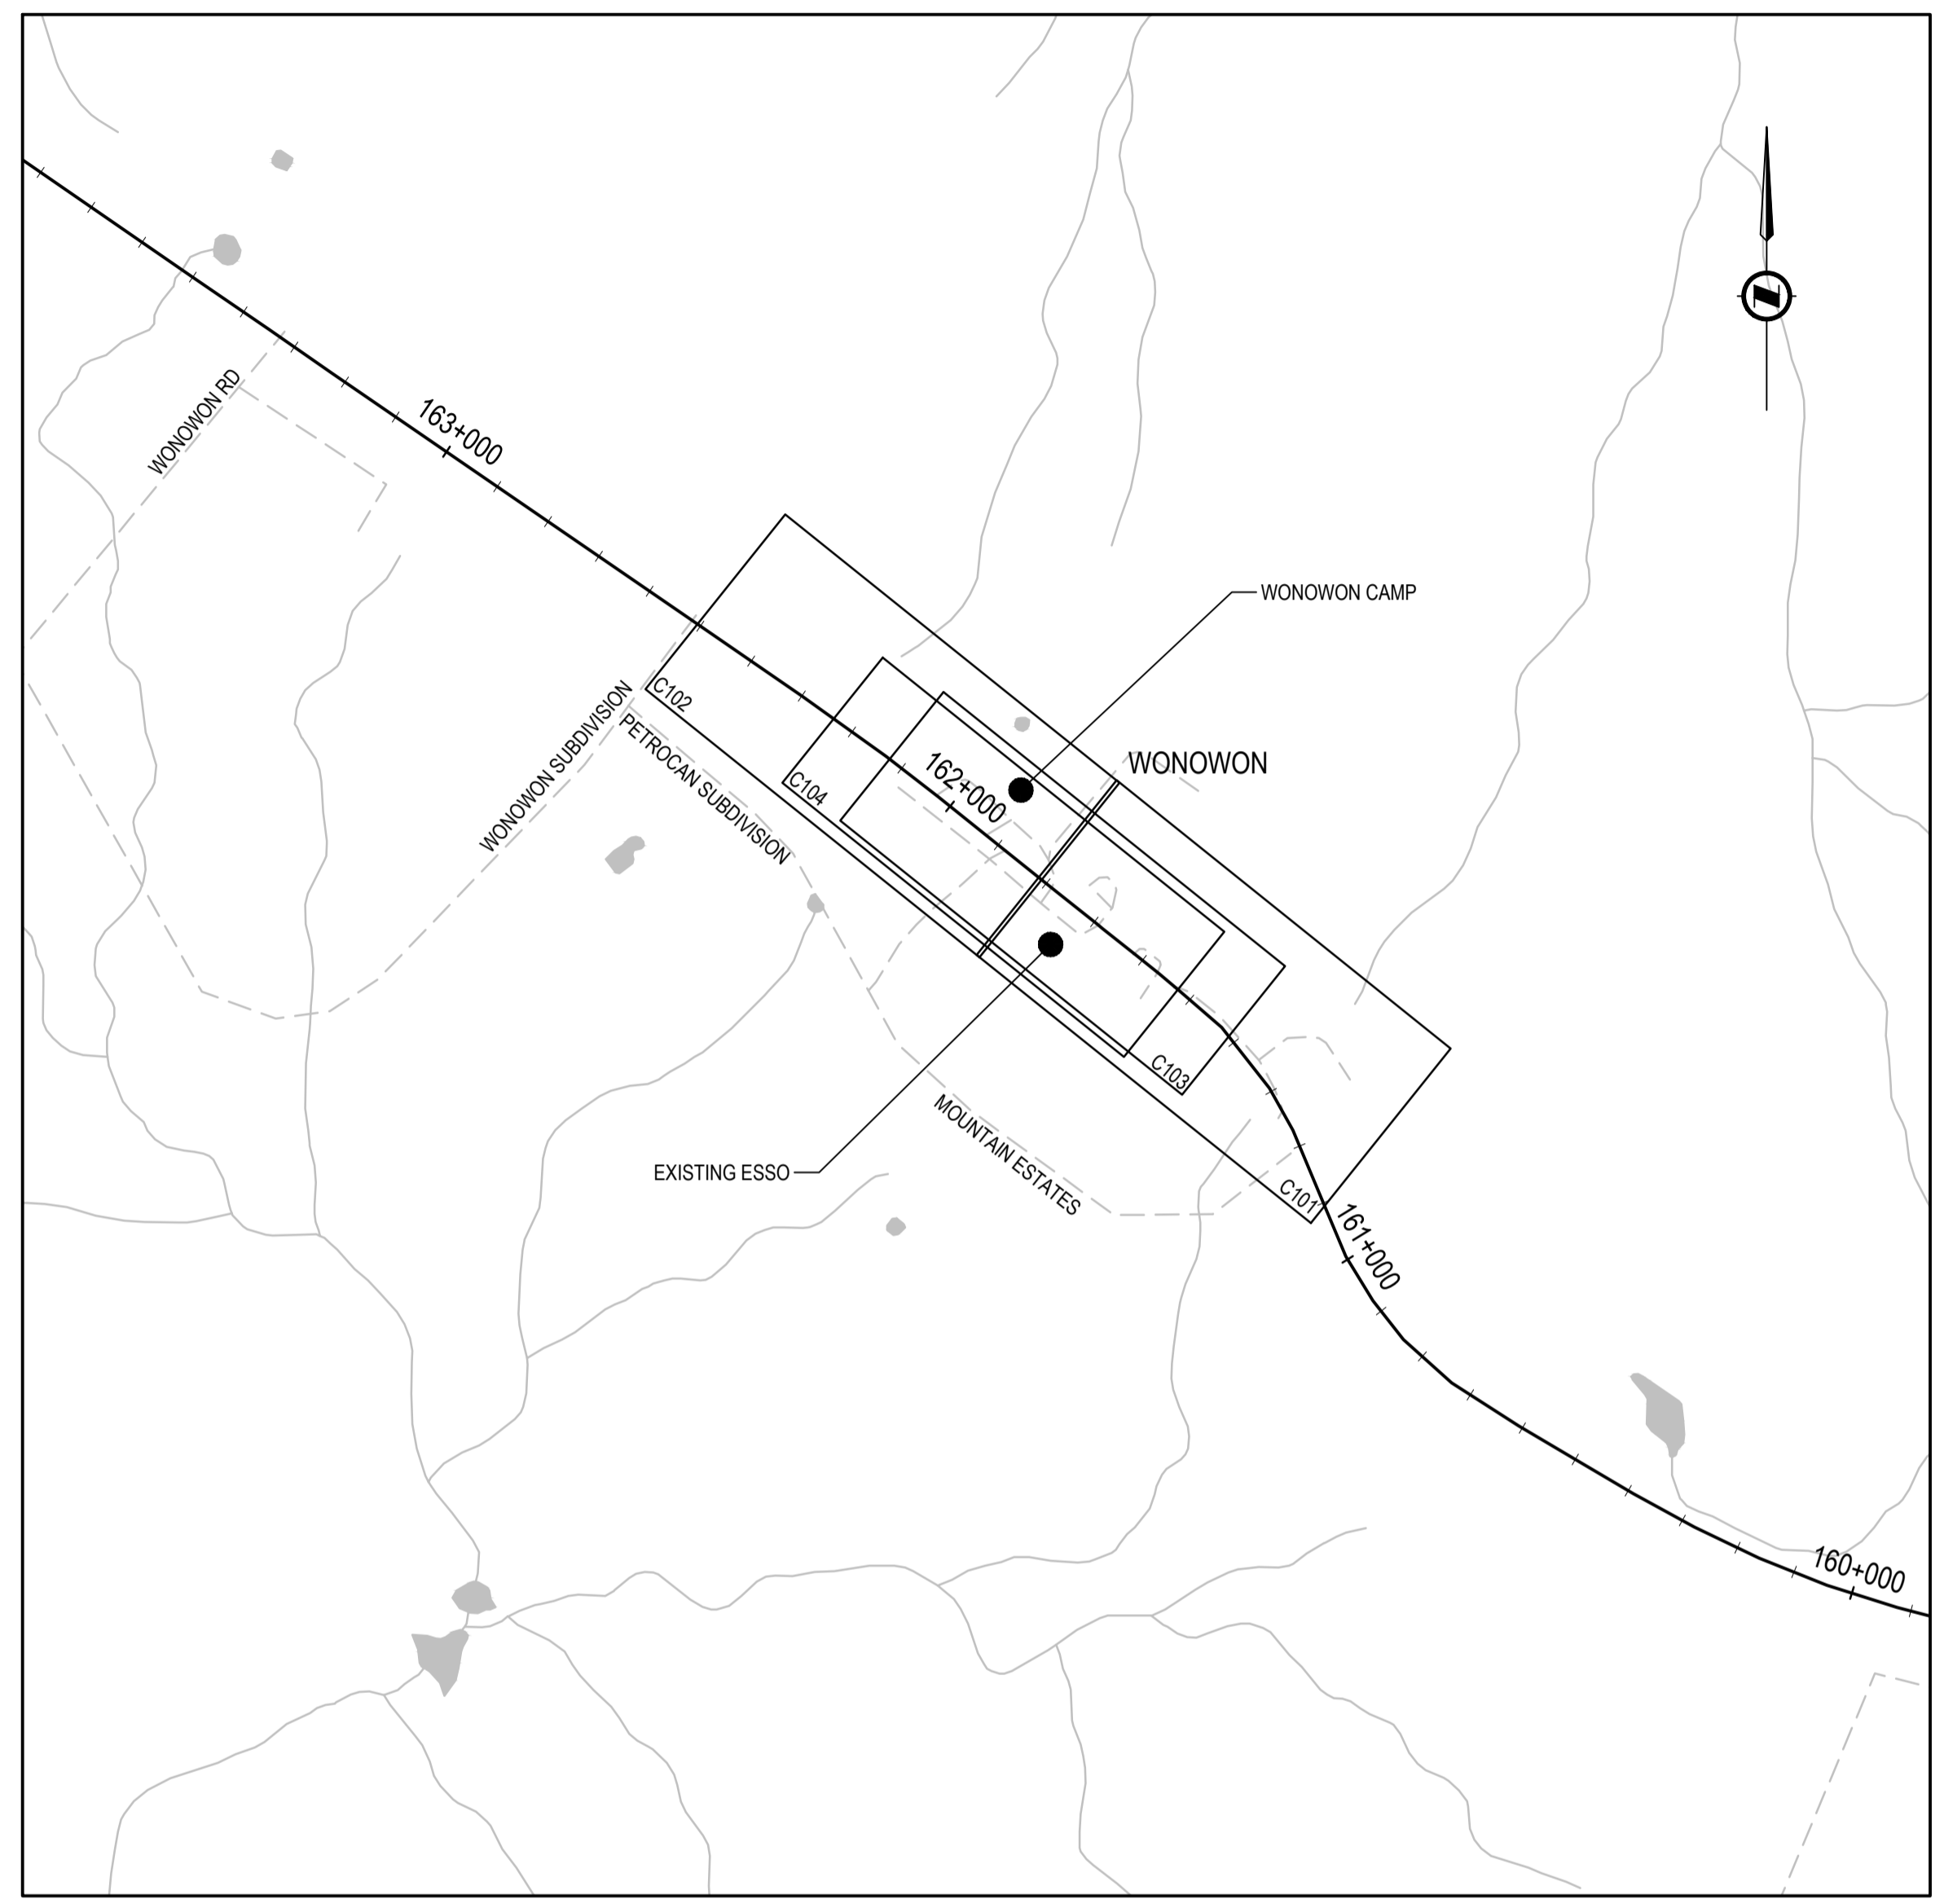 WONOWON RD
163+000
WONOWON CAMP
C102
WONOWON SUBDIVISION
PETROCAN SUBDIVISION
WONOWON
162+000
C104
C103
MOUNTAIN ESTATES
EXISTING ESSO
C101
161+000
160+000